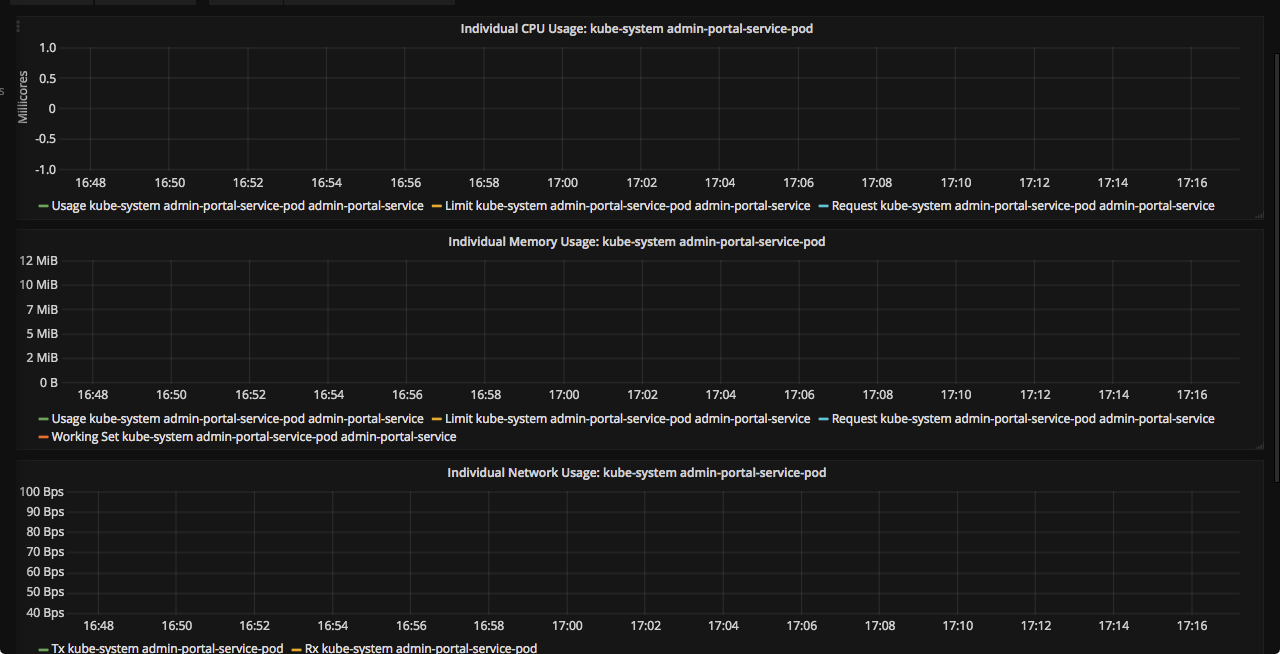 Individual CPU Usage: kube-system admin-portal-service-pod
1.0
0.5
0
-0.5
-1.0
Millicores
16:48 16:50 16:52 16:54 16:56 16:58 17:00 17:02 17:04 17:06 17:08 17:10 17:12 17:14 17:16
Usage kube-system admin-portal-service-pod admin-portal-service Limit kube-system admin-portal-service-pod admin-portal-service Request kube-system admin-portal-service-pod admin-portal-service
Individual Memory Usage: kube-system admin-portal-service-pod
12 MiB
10 MiB
7 MiB
5 MiB
2 MiB
0 B
16:48 16:50 16:52 16:54 16:56 16:58 17:00 17:02 17:04 17:06 17:08 17:10 17:12 17:14 17:16
Usage kube-system admin-portal-service-pod admin-portal-service Limit kube-system admin-portal-service-pod admin-portal-service Request kube-system admin-portal-service-pod admin-portal-service
Working Set kube-system admin-portal-service-pod admin-portal-service
Individual Network Usage: kube-system admin-portal-service-pod
100 Bps
90 Bps
80 Bps
70 Bps
60 Bps
50 Bps
40 Bps
16:48 16:50 16:52 16:54 16:56 16:58 17:00 17:02 17:04 17:06 17:08 17:10 17:12 17:14 17:16
Tx kube-system admin-portal-service-pod Rx kube-system admin-portal-service-pod